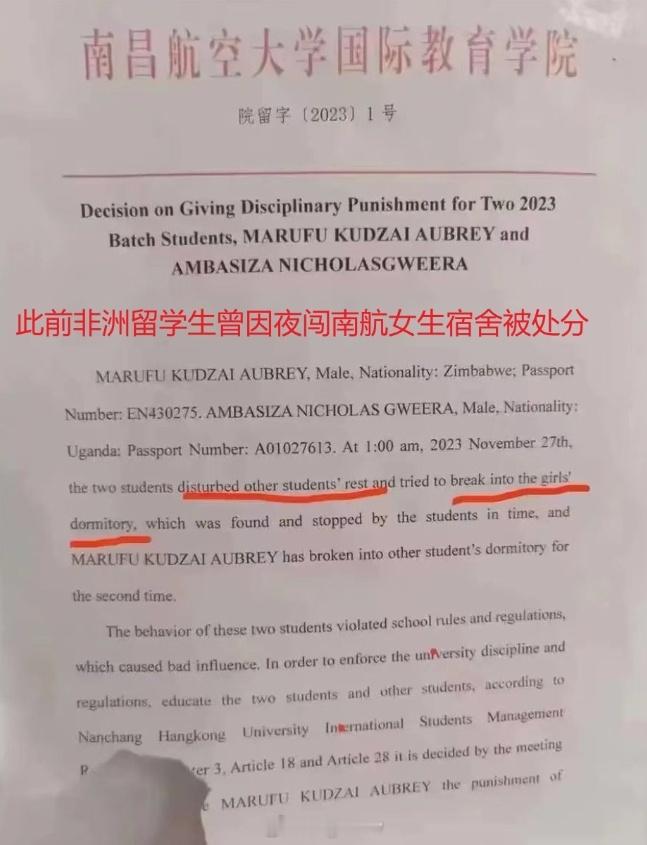 南昌航空大学国际教育学院
院留字〔2023〕1号
Decision on Giving Disciplinary Punishment for Two 2023
Batch Students, MARUFU KUDZAI AUBREY and
AMBASIZA NICHOLASGWEERA
此前非洲留学生曾因夜闯南航女生宿舍被处分
MARUFU KUDZAI AUBREY, Male, Nationality: Zimbabwe; Passport
Number: EN430275. AMBASIZA NICHOLAS GWEERA, Male, Nationality:
Uganda: Passport Number: A01027613. At 1:00 am, 2023 November 27th,
the two students disturbed other students' rest and tried to break into the girls'
dormitory, which was found and stopped by the students in time, and
MARUFU KUDZAI AUBREY has broken into other student's dormitory for
the second time.
The behavior of these two students violated school rules and regulations,
which caused bad influence. In order to enforce the university discipline and
regulations, educate the two students and other students, according to
Nanchang Hangkong University International Students Management
3, Article 18 and Article 28 it is decided by the meeting
MARUFU KUDZAI AUBREY the punishment of